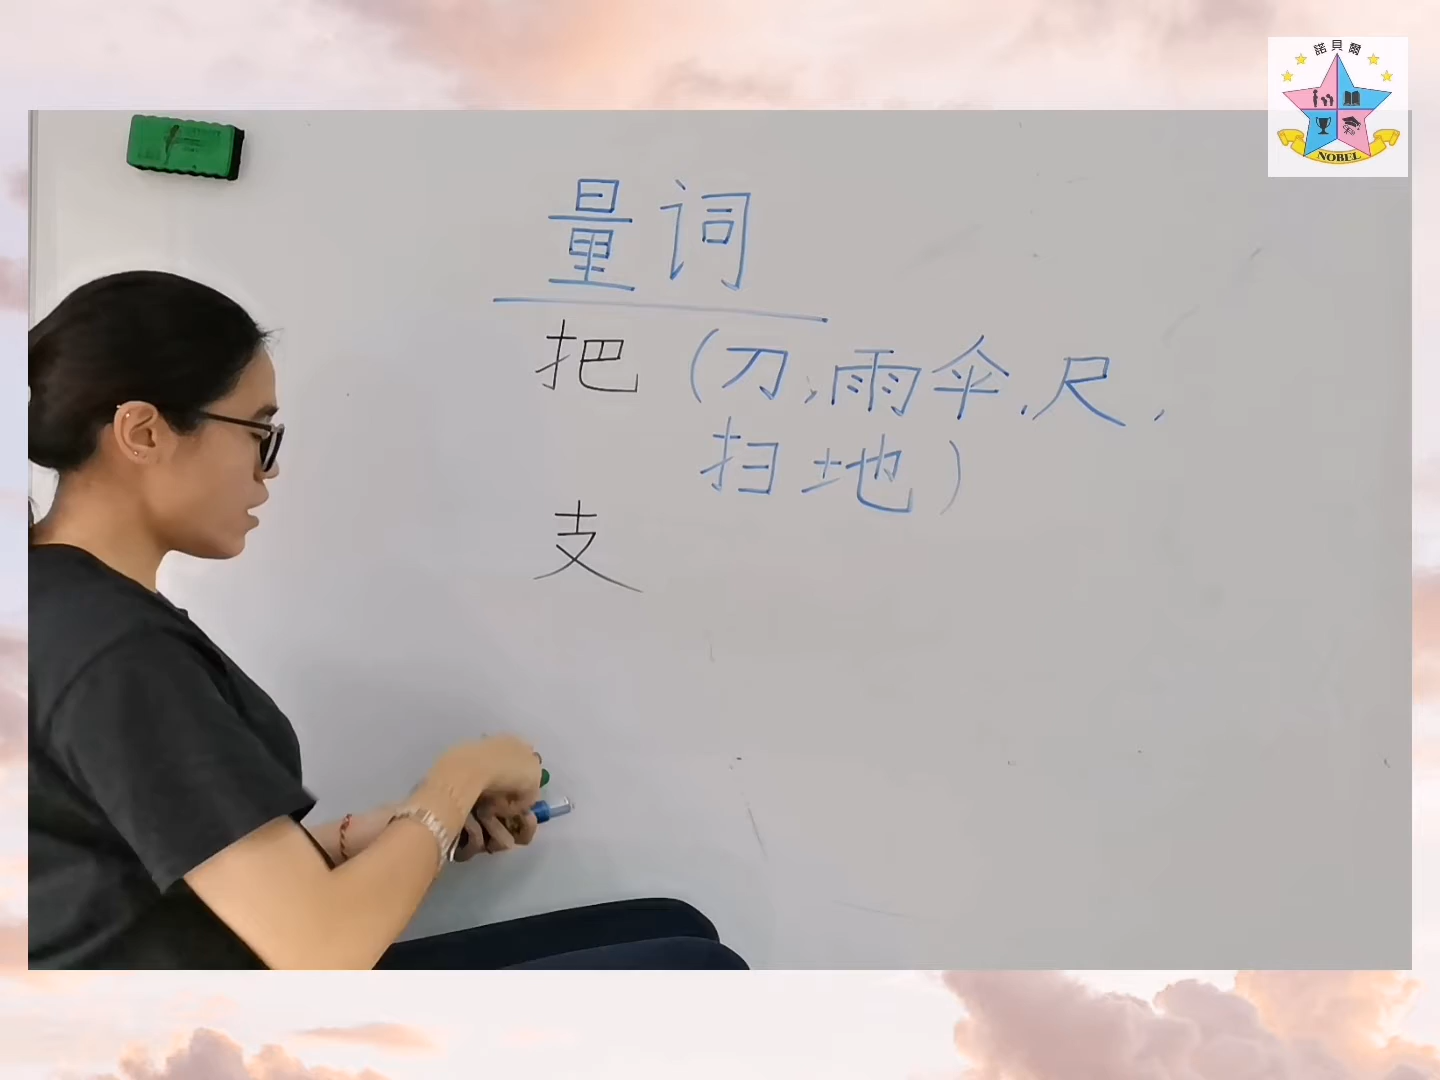 諾貝爾
NOBEL
量词
把 (刀,雨伞,尺,
扫地)
支